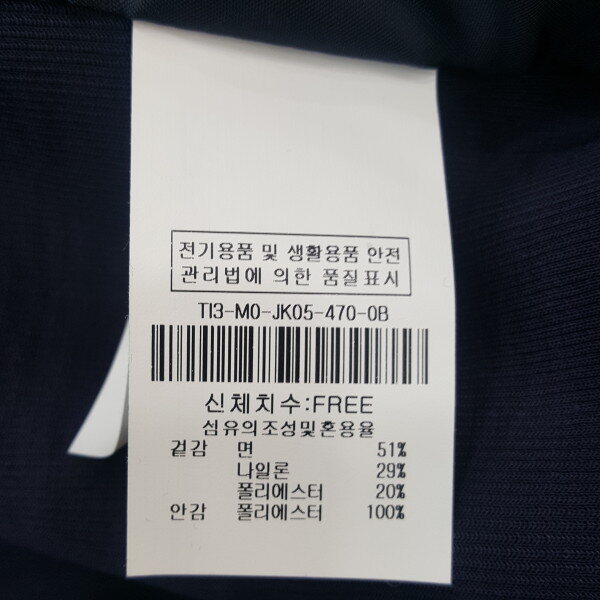 전기용품 및 생활용품 안전
관리법에 의한 품질표시
TI3-MO-JK05-470-0B
신체치수:FREE
섬유의조성및혼용율
겉감 면 51%
나일론 29%
폴리에스터 20%
안감 폴리에스터 100%